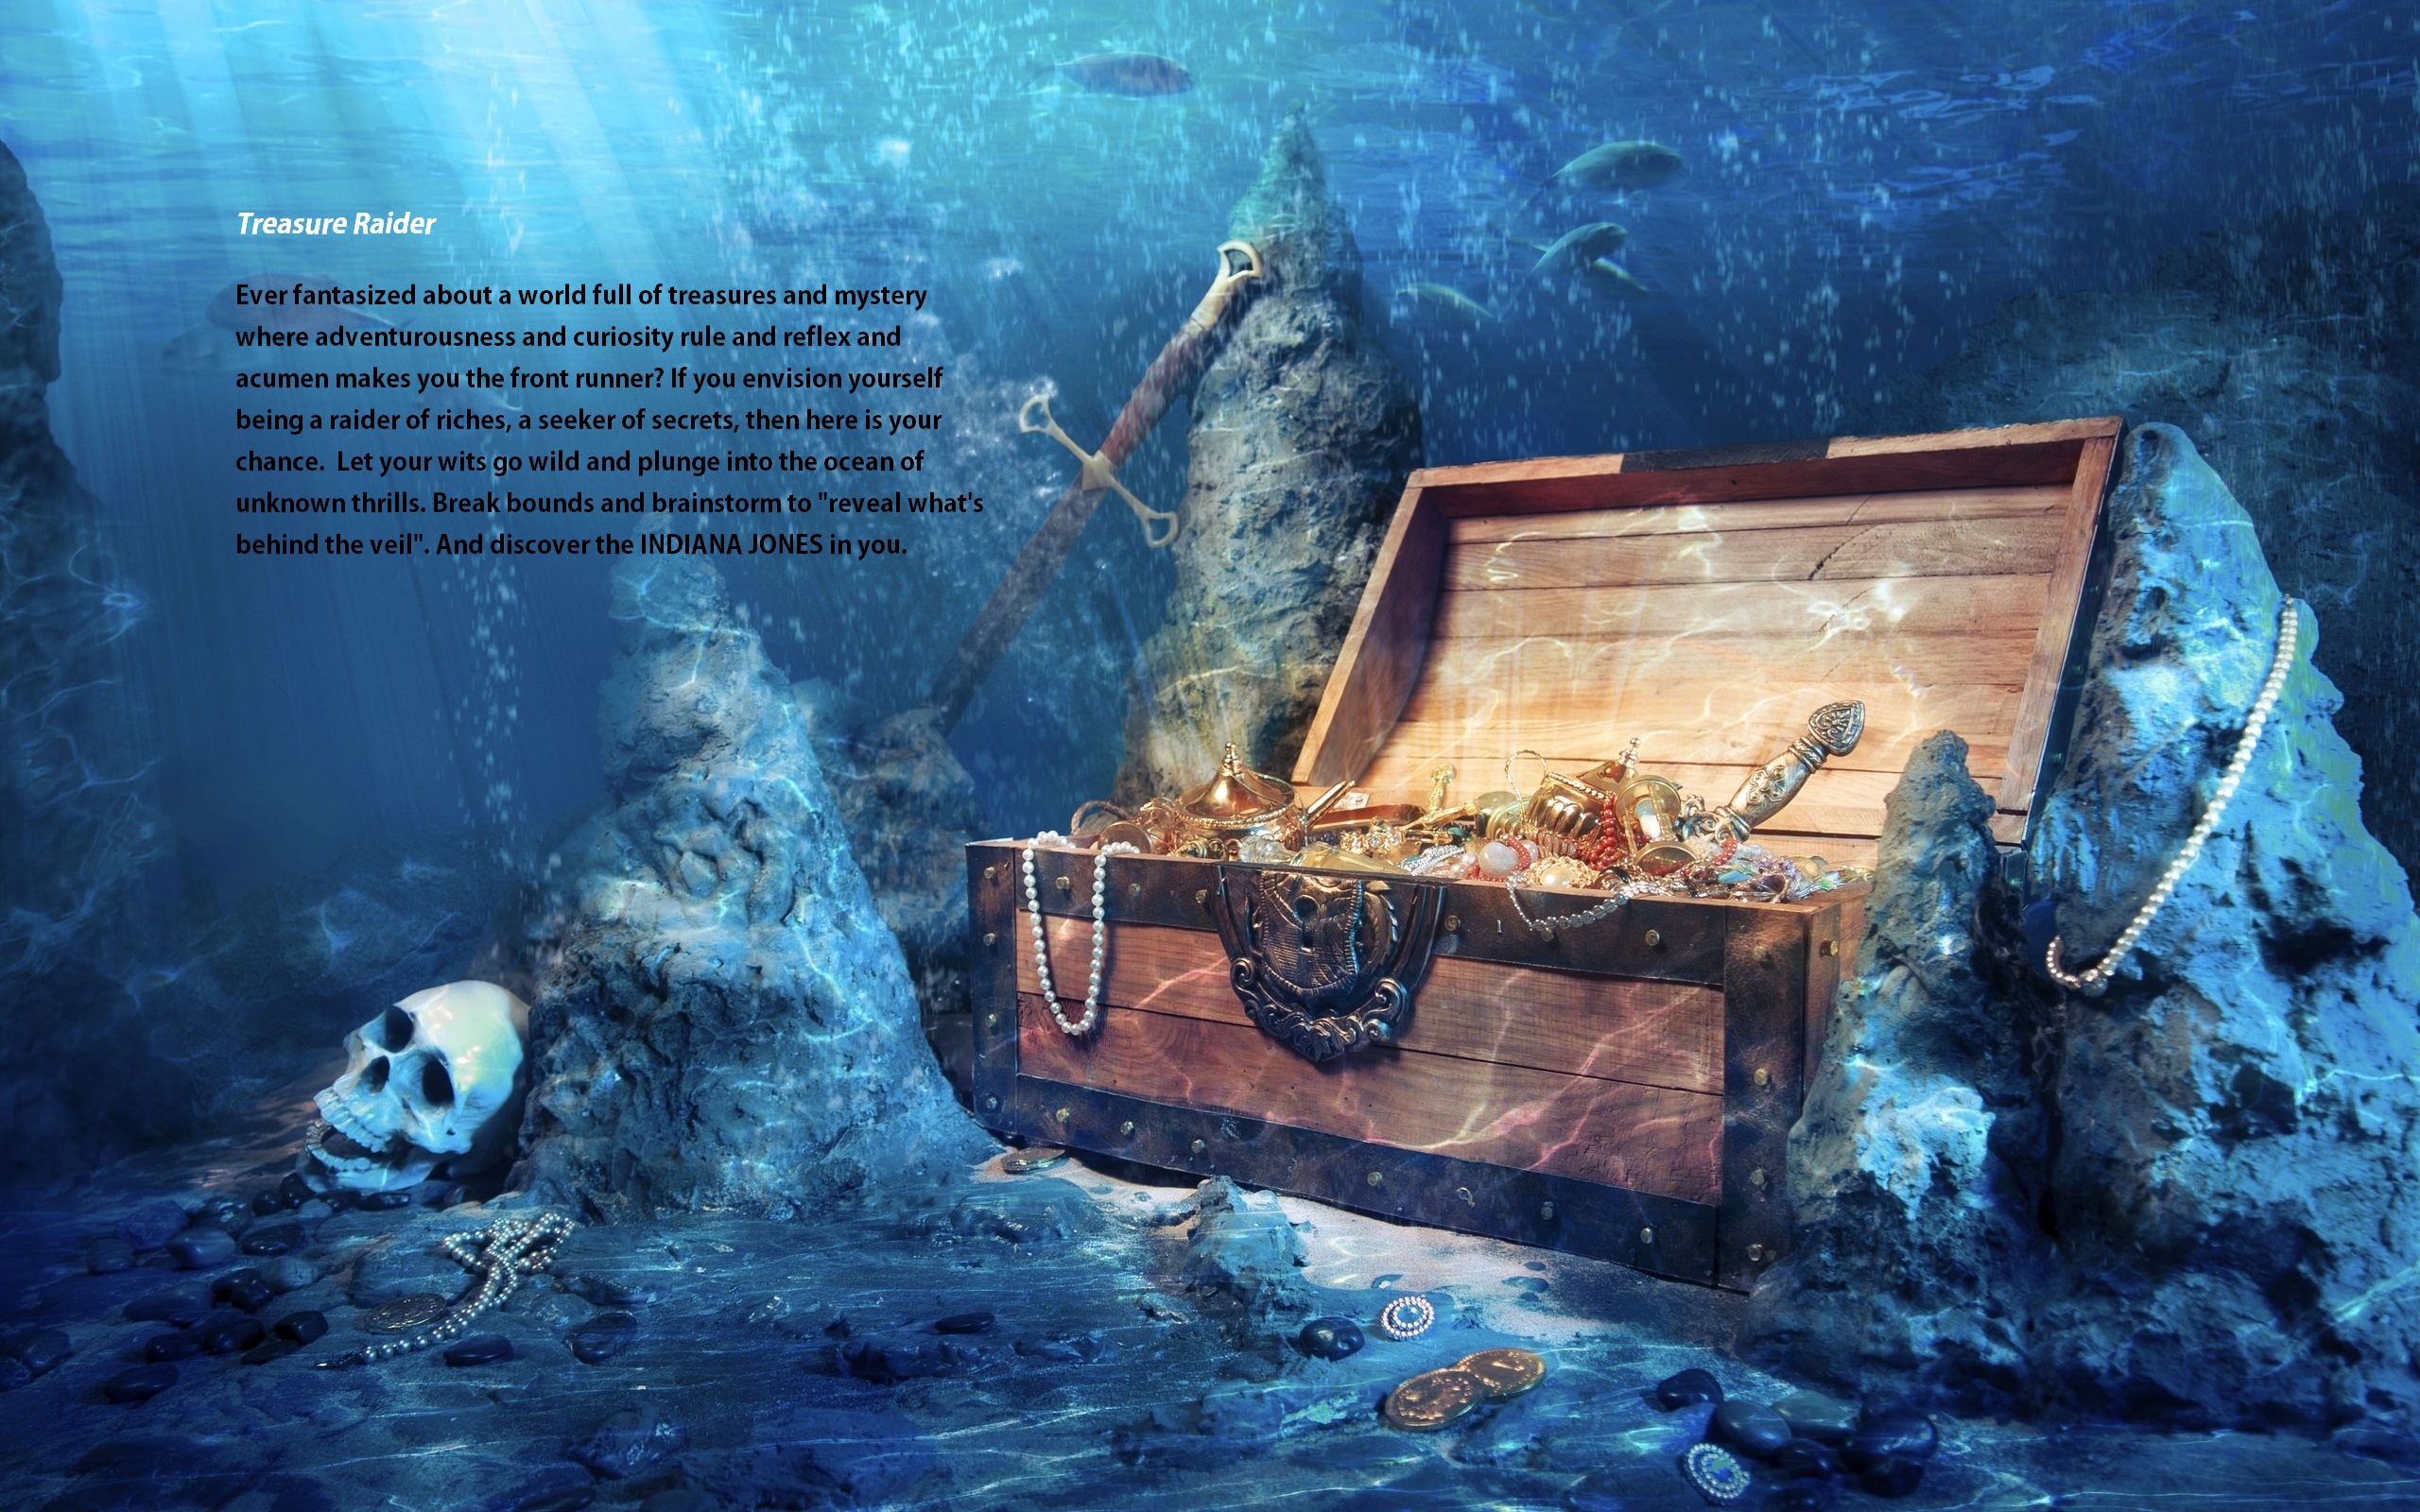 Treasure Raider
Ever fantasized about a world full of treasures and mystery
where adventurousness and curiosity rule and reflex and
acumen makes you the front runner? If you envision yourself
being a raider of riches, a seeker of secrets, then here is your
chance.  Let your wits go wild and plunge into the ocean of
unknown thrills. Break bounds and brainstorm to "reveal what's
behind the veil". And discover the INDIANA JONES in you.